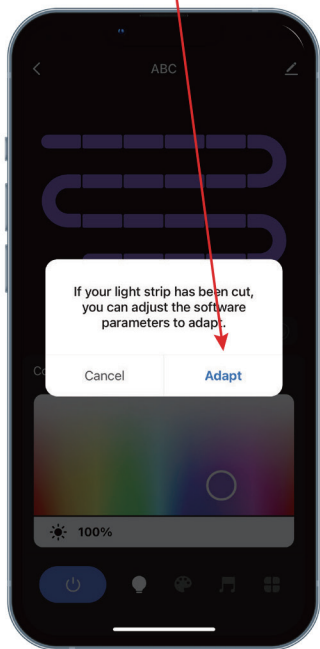 ABC
If your light strip has been cut,
you can adjust the software
parameters to adapt.
Cancel
Adapt
100%